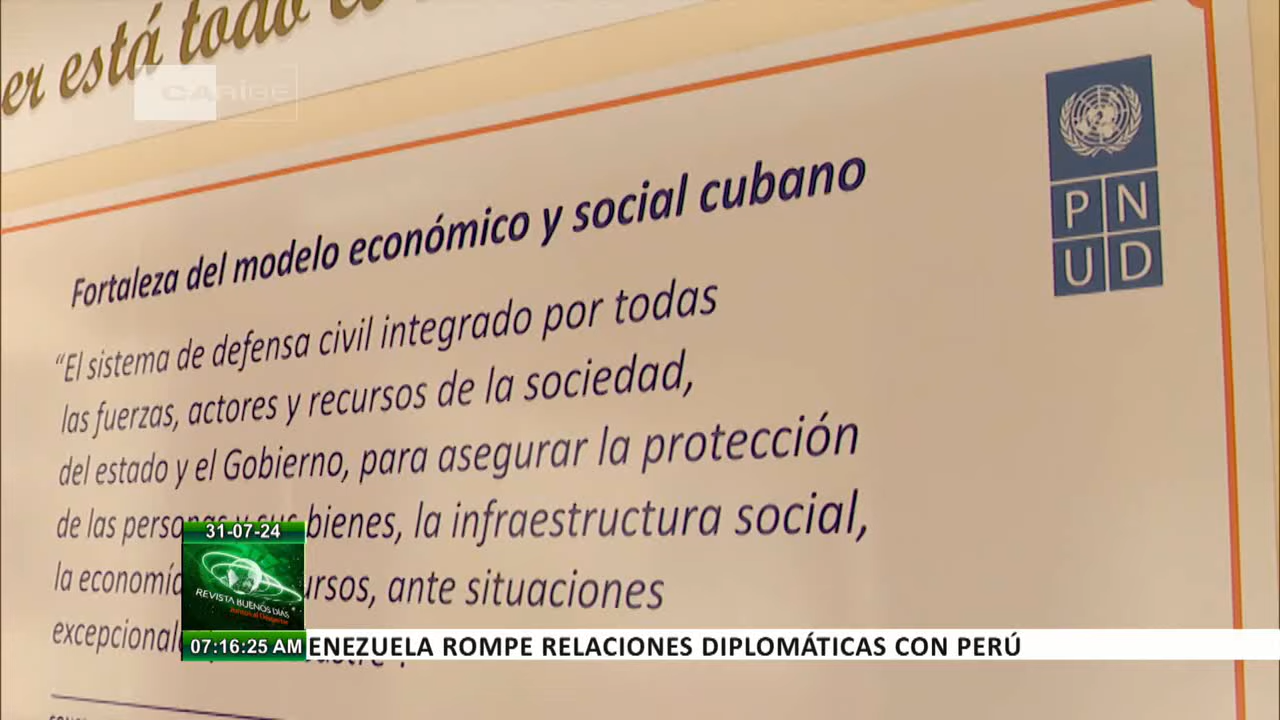 er está todo
CARIBE
Fortaleza del modelo económico y social cubano
P N
U D
“El sistema de defensa civil integrado por todas
las fuerzas, actores y recursos de la sociedad,
del estado y el Gobierno, para asegurar la protección
de las personas y sus bienes, la infraestructura social,
la economía ursos, ante situaciones
excepcional
31-07-24
REVISTA BUENOS DÍAS
07:16:25 AM
ENEZUELA ROMPE RELACIONES DIPLOMÁTICAS CON PERÚ